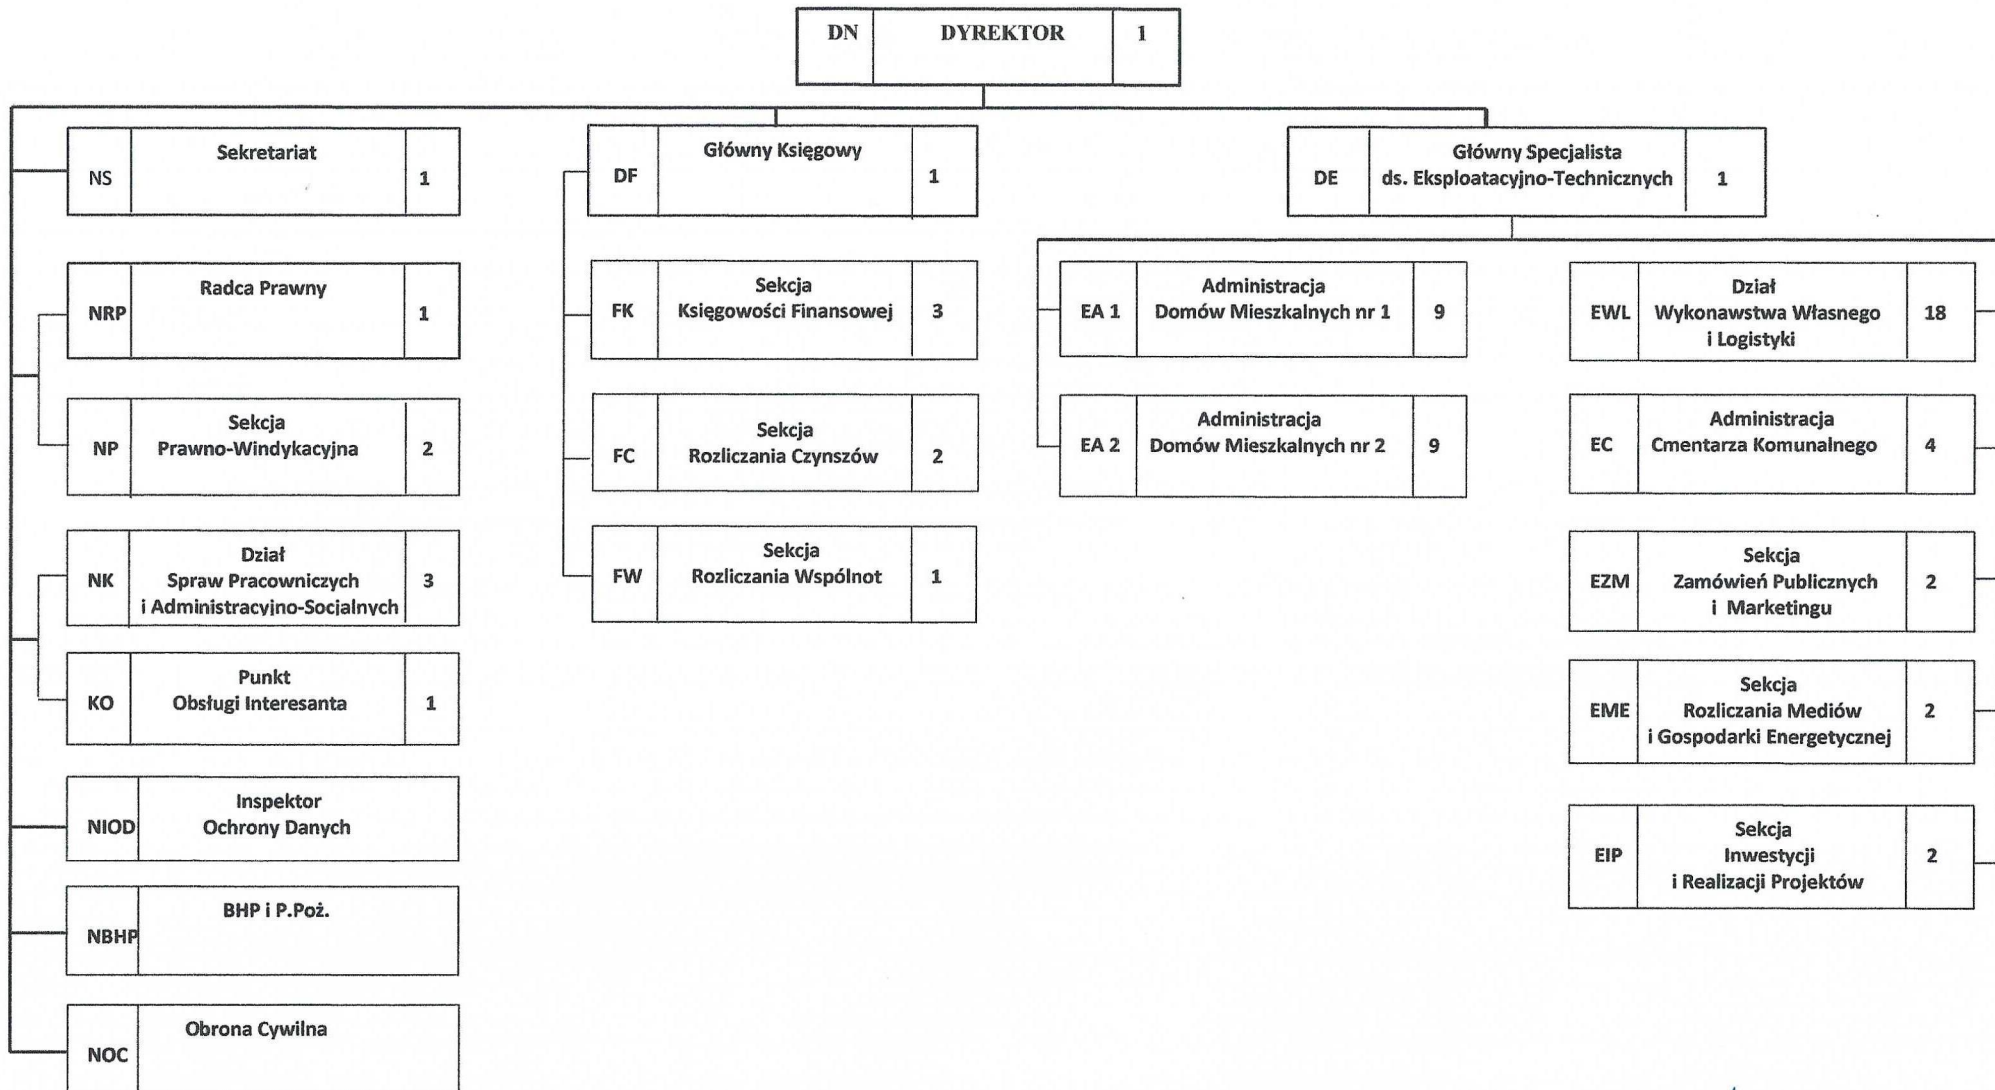 DN DYREKTOR 1
NS Sekretariat 1
NRP Radca Prawny 1
NP Sekcja
Prawno-Windykacyjna 2
NK Dział
Spraw Pracowniczych 3
i Administracyjno-Socjalnych
KO Punkt
Obsługi Interesanta 1
NIOD Inspektor
Ochrony Danych
NBHP BHP i P.Poż.
NOC Obrona Cywilna
DF Główny Księgowy 1
FK Sekcja
Księgowości Finansowej 3
FC Sekcja
Rozliczania Czynszów 2
FW Sekcja
Rozliczania Wspólnot 1
DE Główny Specjalista
ds. Eksploatacyjno-Technicznych 1
EA 1 Administracja
Domów Mieszkalnych nr 1 9
EA 2 Administracja
Domów Mieszkalnych nr 2 9
EWL Dział
Wykonawstwa Własnego 18
i Logistyki
EC Administracja
Cmentarza Komunalnego 4
EZM Sekcja
Zamówień Publicznych 2
i Marketingu
EME Sekcja
Rozliczania Mediów 2
i Gospodarki Energetycznej
EIP Sekcja
Inwestycji 2
i Realizacji Projektów